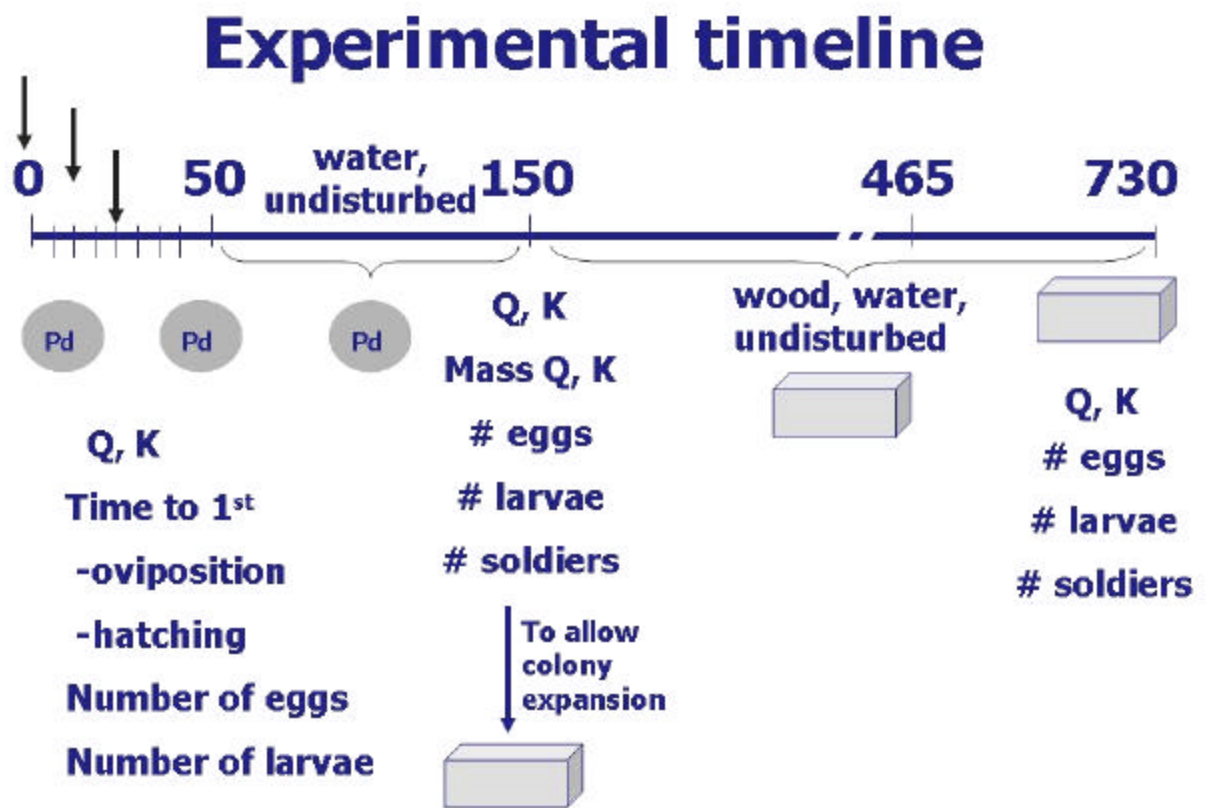 Experimental timeline
0
50
water,
undisturbed
150
465
730
Pd
Pd
Pd
Q, K
Time to 1st
-oviposition
-hatching
Number of eggs
Number of larvae
Q, K
Mass Q, K
# eggs
# larvae
# soldiers
To allow
colony
expansion
wood, water,
undisturbed
Q, K
# eggs
# larvae
# soldiers